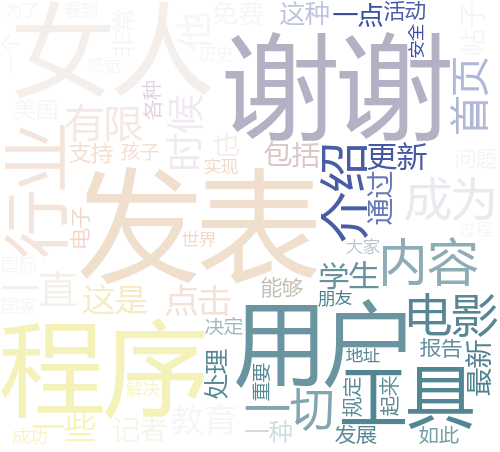 为了
看到
女人
他
免费
这种
一点
活动
安全
帖子
谢谢
首页
历史
感觉
各种
美国
有限
时候
也
包括
介绍
更新
通过
问题
行业
支持
孩子
实现
电子
发表
成为
世界
大家
过程
国际
国家
一直
这是
点击
能够
学生
朋友
内容
电影
程序
决定
用户
地址
报告
最新
处理
重要
解决
一切
规定
起来
工具
成功
一些
记者
教育
一种
发展
如此